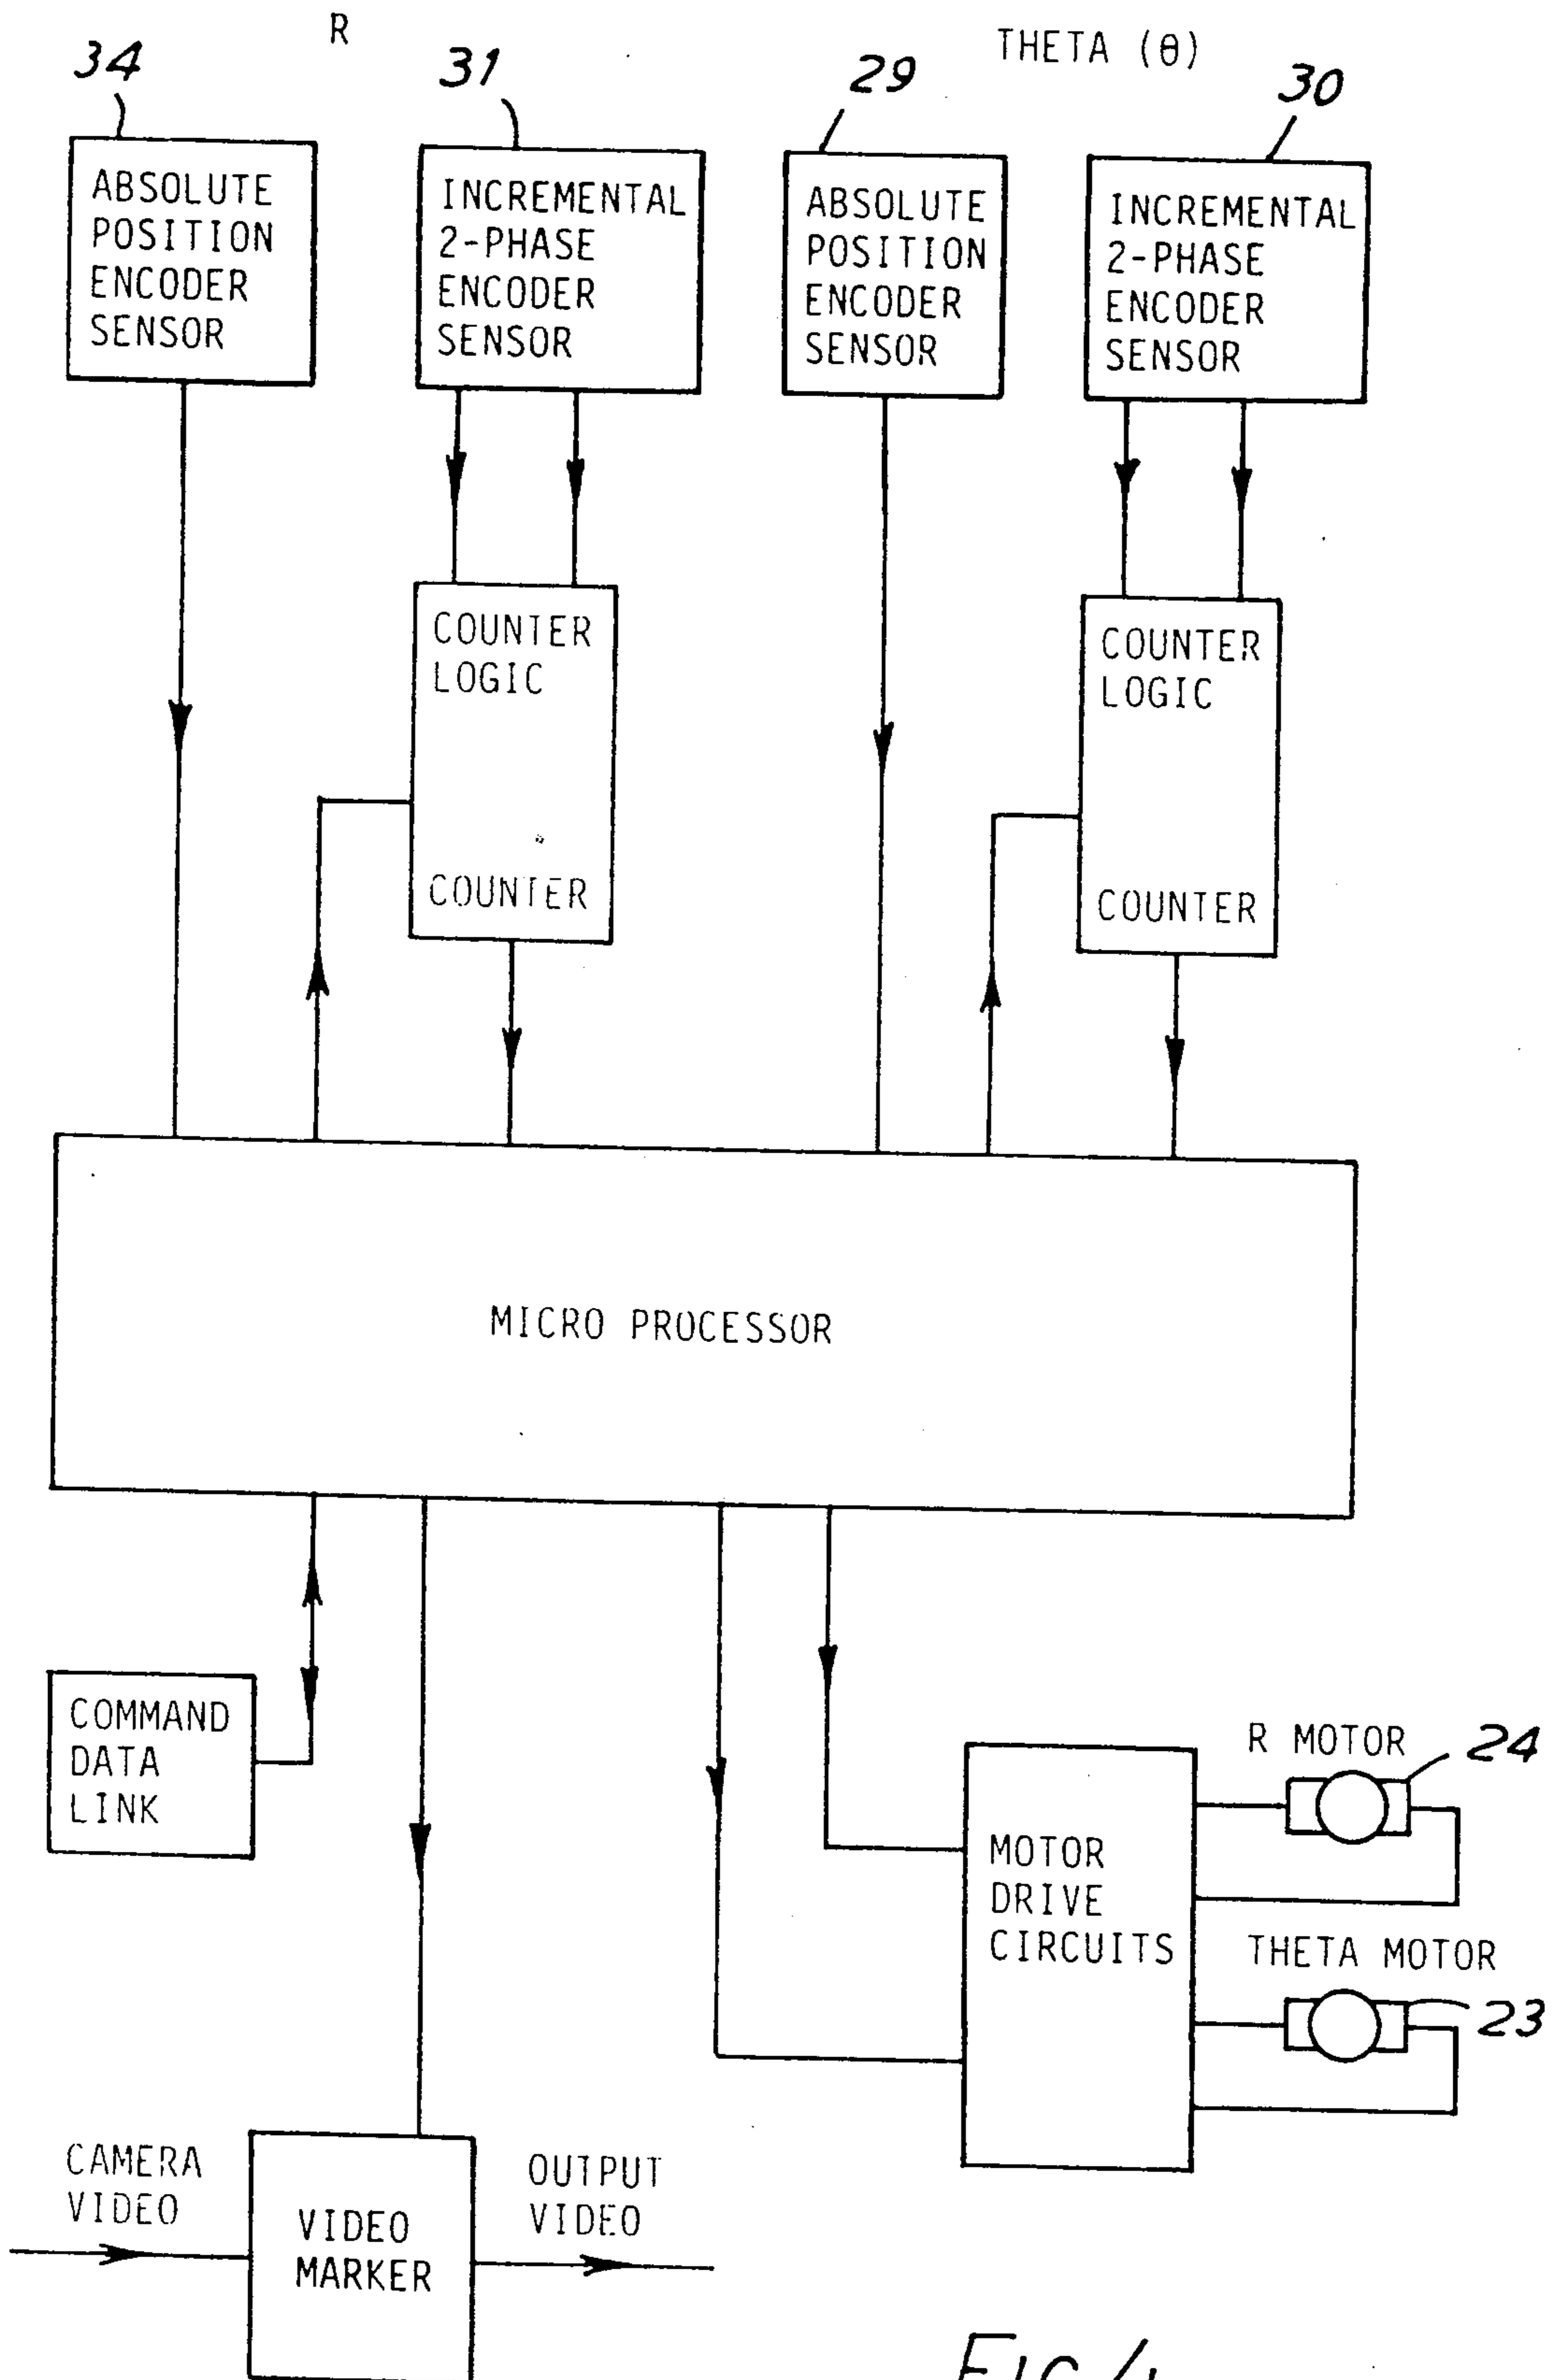 R
THETA (θ)
34
31
29
30
ABSOLUTE
POSITION
ENCODER
SENSOR
INCREMENTAL
2-PHASE
ENCODER
SENSOR
ABSOLUTE
POSITION
ENCODER
SENSOR
INCREMENTAL
2-PHASE
ENCODER
SENSOR
COUNTER
LOGIC
COUNTER
COUNTER
LOGIC
COUNTER
MICRO PROCESSOR
COMMAND
DATA
LINK
MOTOR
DRIVE
CIRCUITS
R MOTOR
24
THETA MOTOR
23
CAMERA
VIDEO
VIDEO
MARKER
OUTPUT
VIDEO
FIG